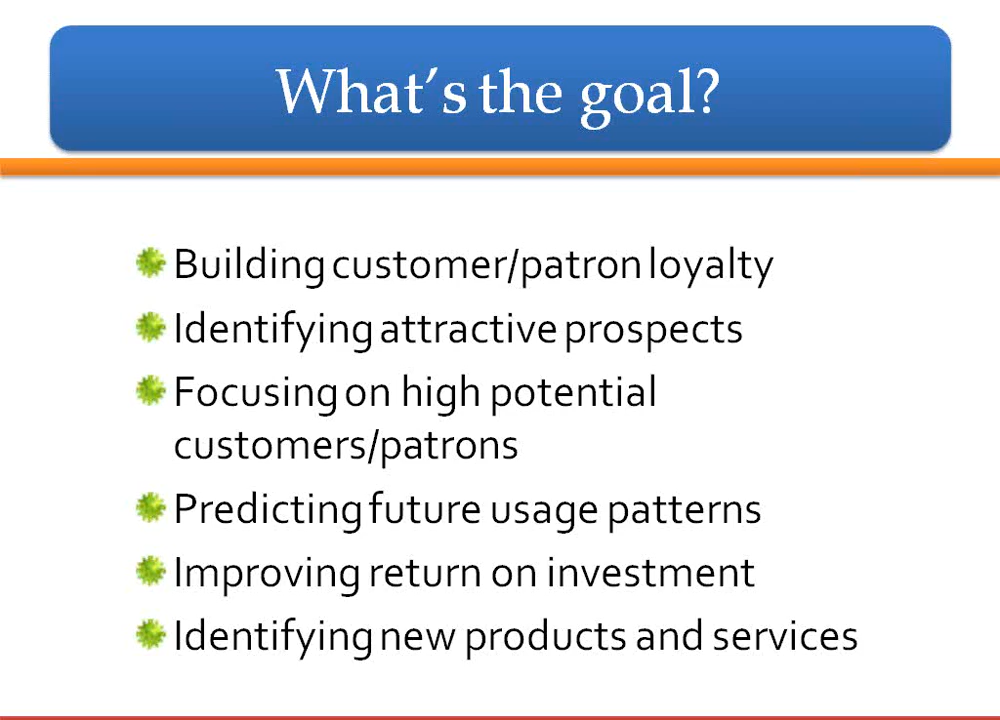 What’s the goal?
Building customer/patron loyalty
Identifying attractive prospects
Focusing on high potential
customers/patrons
Predicting future usage patterns
Improving return on investment
Identifying new products and services